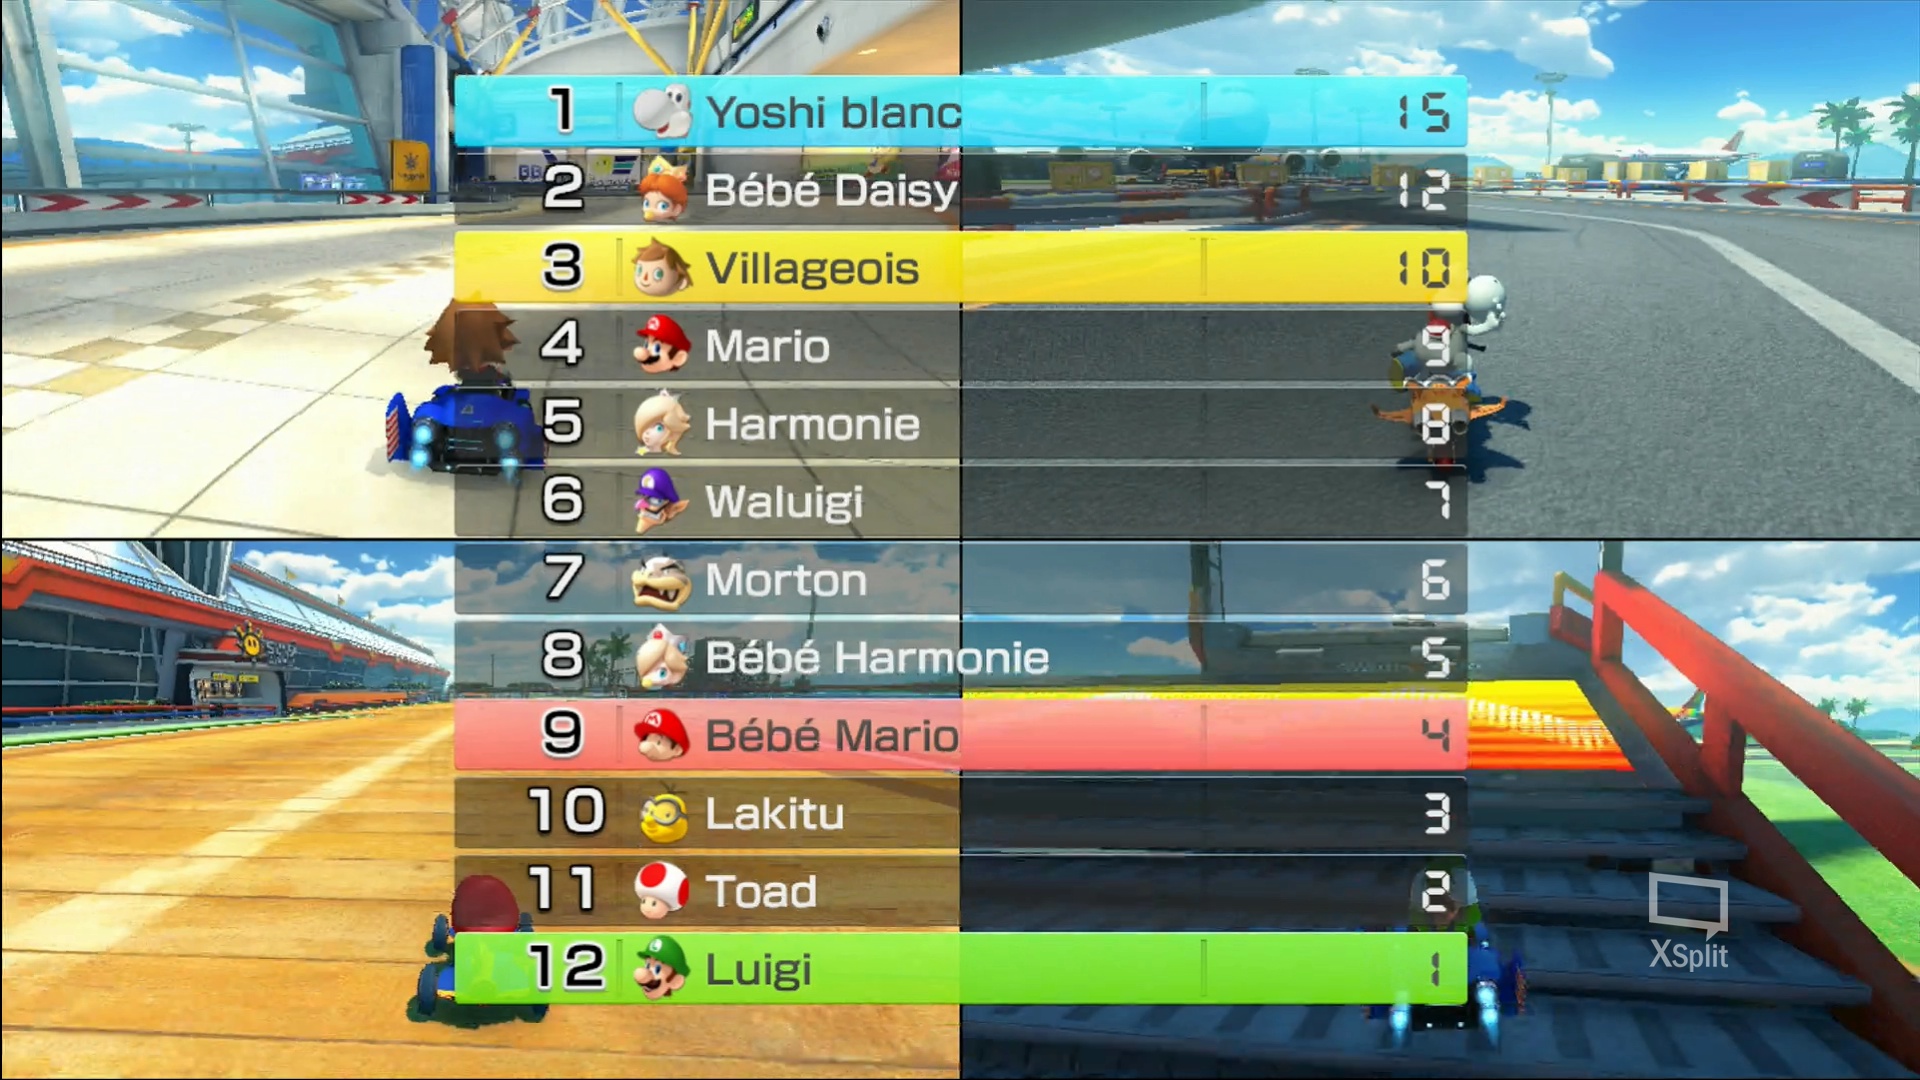 1 Yoshi blanc 15
2 Bébé Daisy 12
3 Villageois 10
4 Mario 9
5 Harmonie 8
6 Waluigi 7
7 Morton 6
8 Bébé Harmonie 5
9 Bébé Mario 4
10 Lakitu 3
11 Toad 2
12 Luigi 1
XSplit